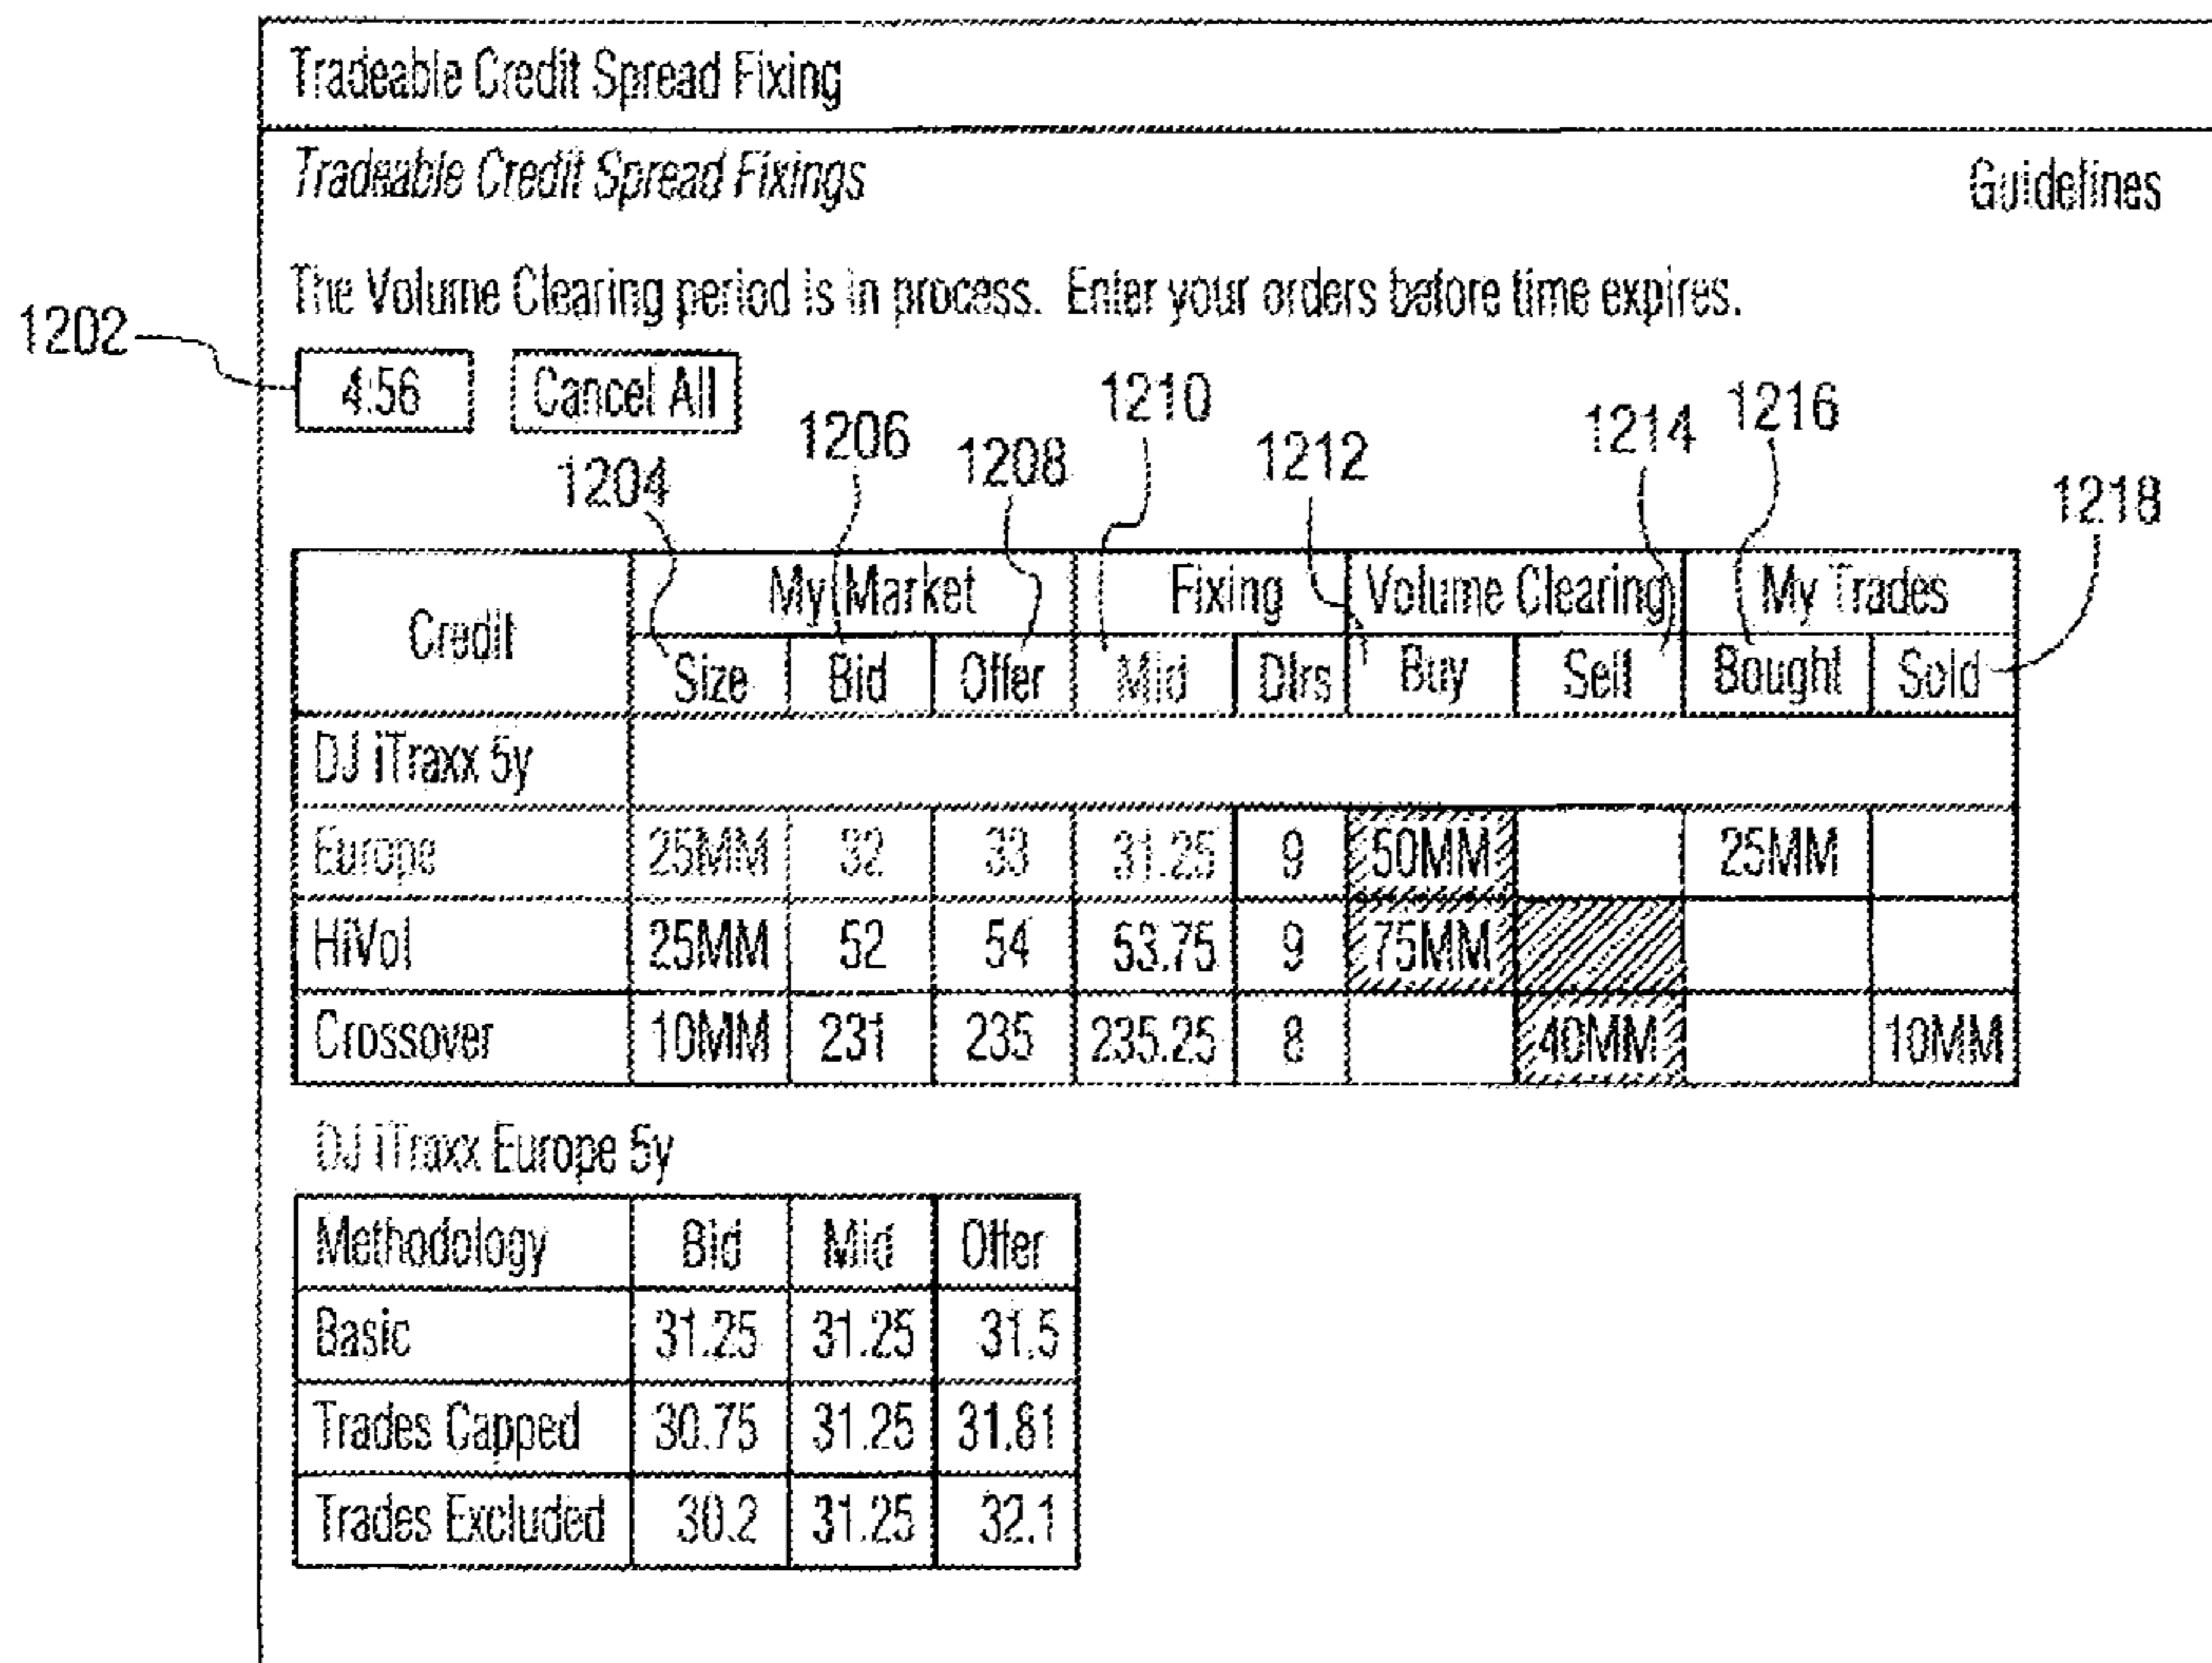 Tradeable Credit Spread Fixing
Tradeable Credit Spread Fixings Guidelines
The Volume Clearing period is in process. Enter your orders before time expires.
1202
4:56 Cancel All
1204 1206 1208 1210 1212 1214 1216 1218
Credit My Market Fixing Volume Clearing My Trades
Size Bid Offer Mid Dlrs Buy Sell Bought Sold
DJ iTraxx 5y
Europe 25MM 32 33 31.25 9 50MM 25MM
HiVol 25MM 52 54 53.75 9 75MM
Crossover 10MM 231 235 235.25 8 40MM 10MM
DJ iTraxx Europe 5y
Methodology Bid Mid Offer
Basic 31.25 31.25 31.5
Trades Capped 30.75 31.25 31.81
Trades Excluded 30.2 31.25 32.1